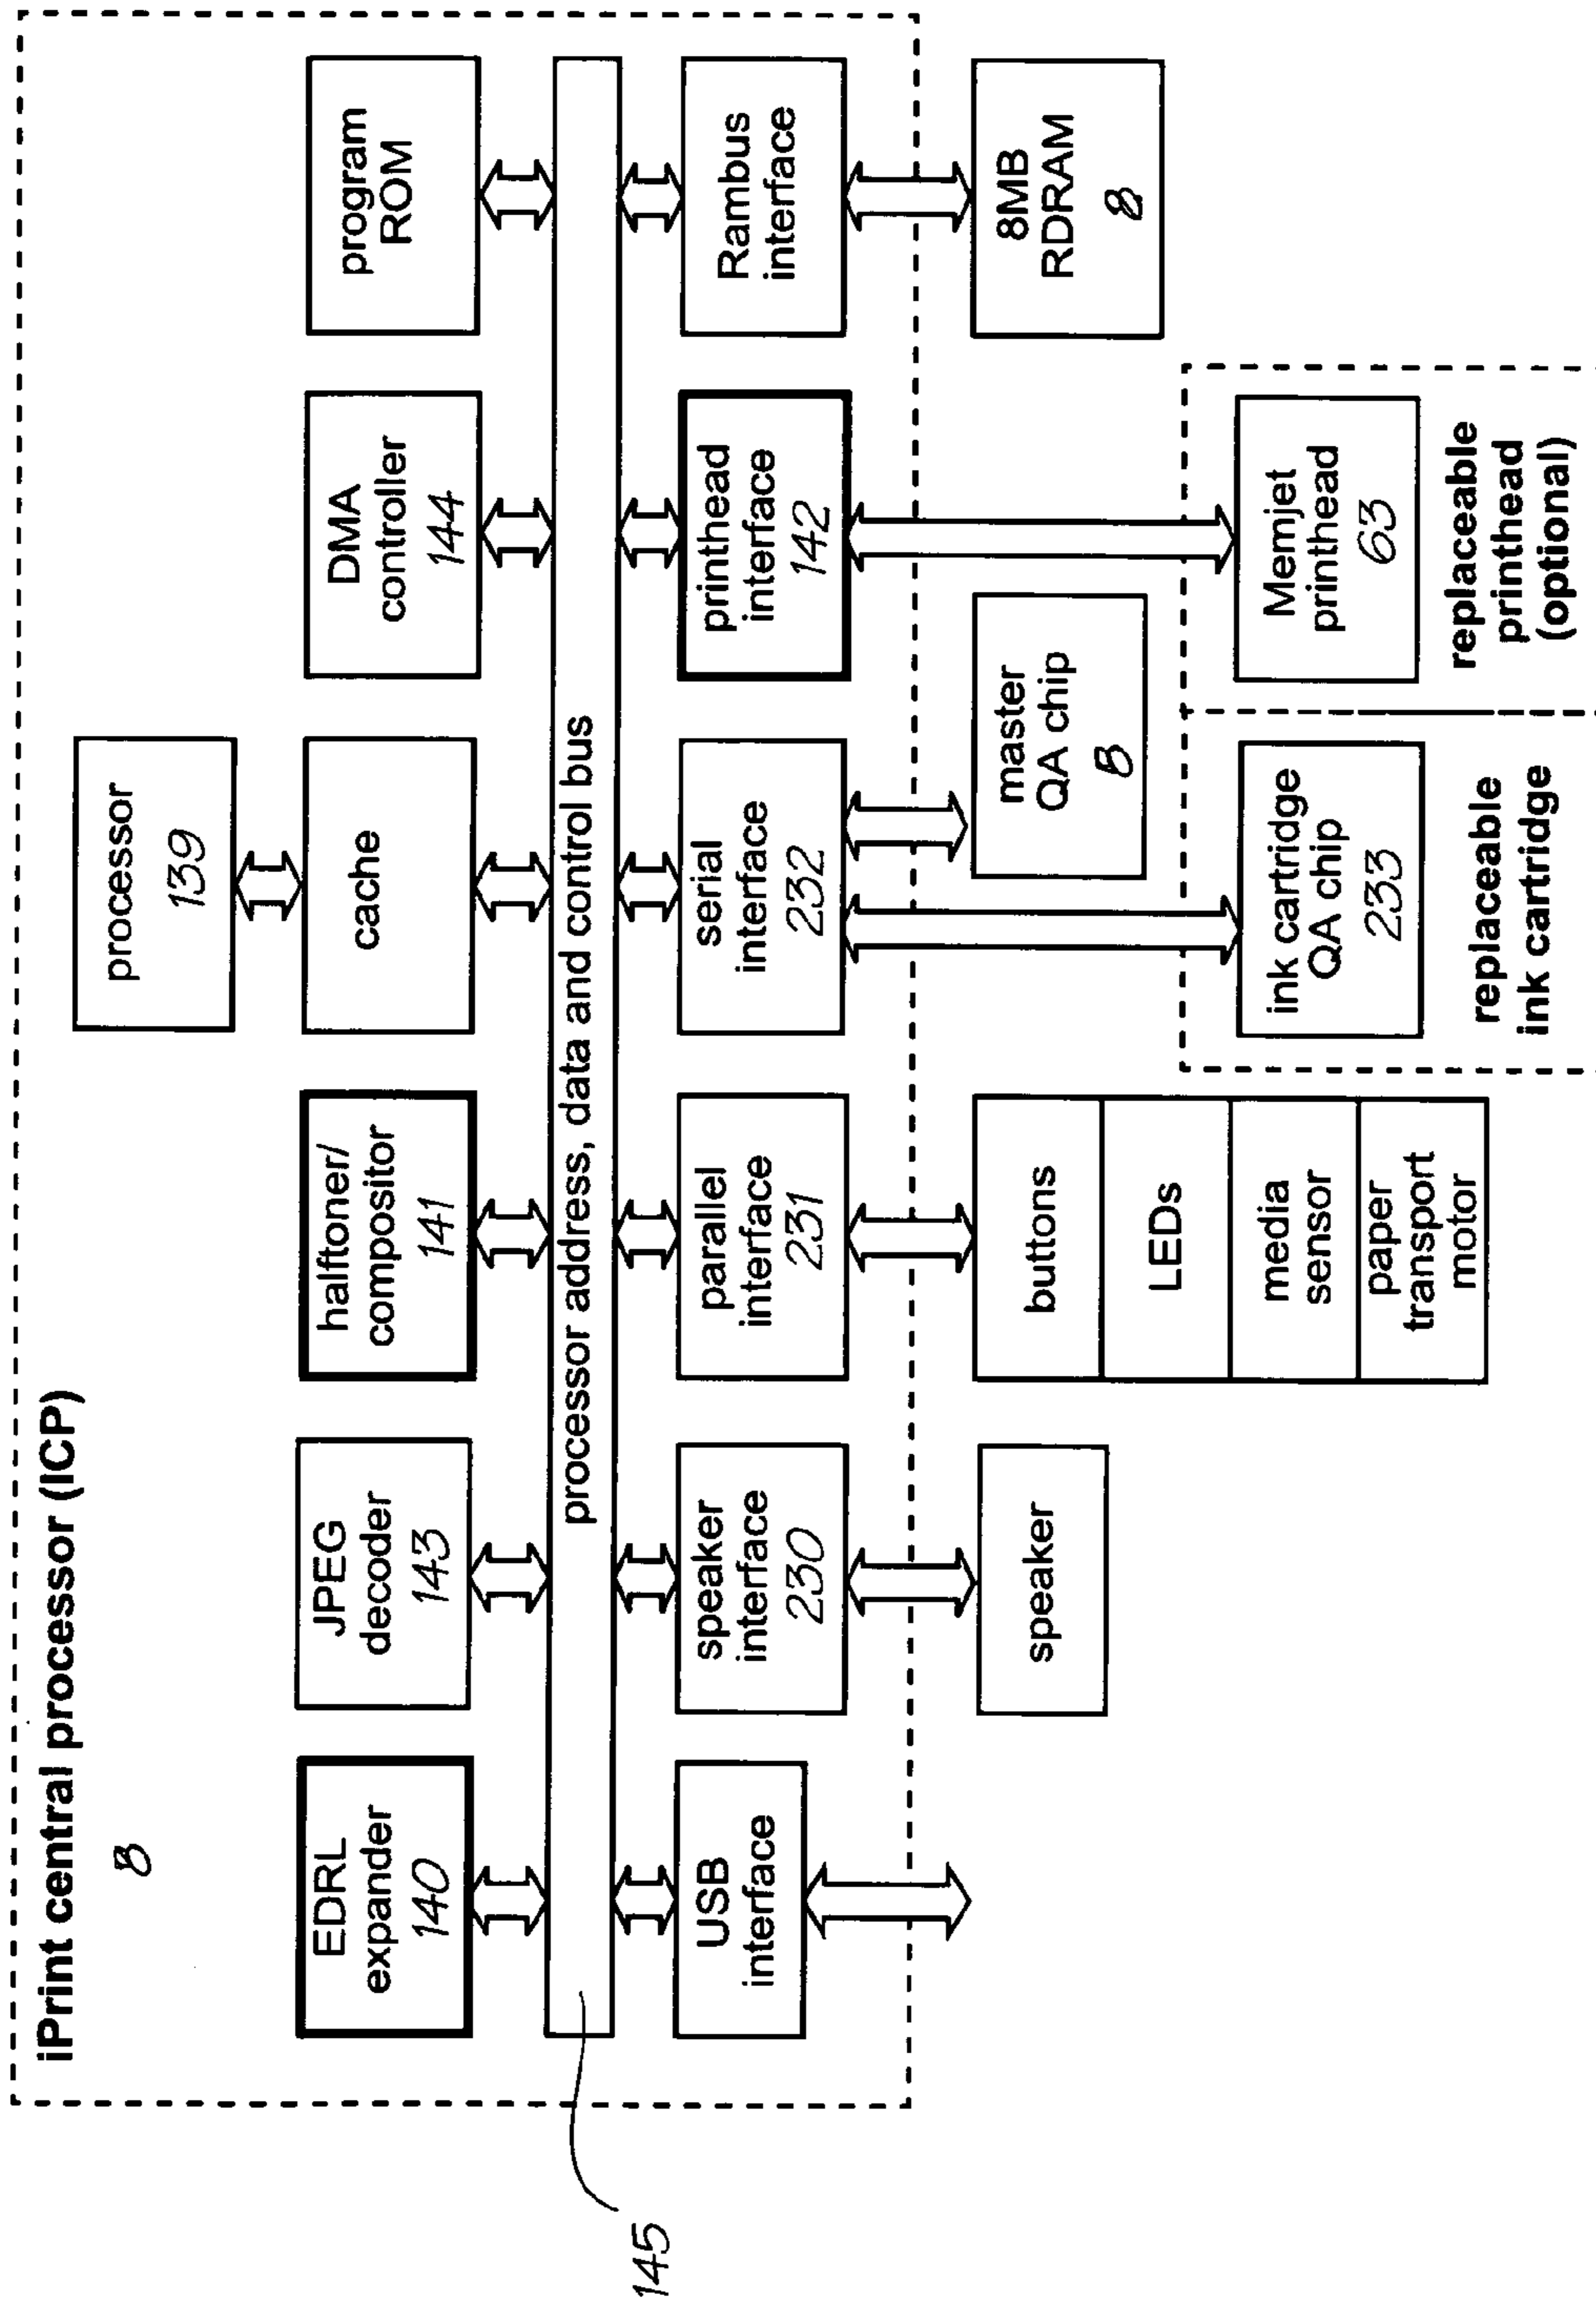 iPrint central processor (ICP)
8
processor
139
EDRL
expander
140
JPEG
decoder
143
halftoner/
compositor
141
cache
DMA
controller
144
program
ROM
processor address, data and control bus
145
USB
interface
speaker
interface
230
parallel
interface
231
serial
interface
232
printhead
interface
142
Rambus
interface
speaker
buttons
LEDs
media
sensor
paper
transport
motor
master
QA chip
8
8MB
RDRAM
8
ink cartridge
QA chip
233
replaceable
ink cartridge
Memjet
printhead
63
replaceable
printhead
(optional)